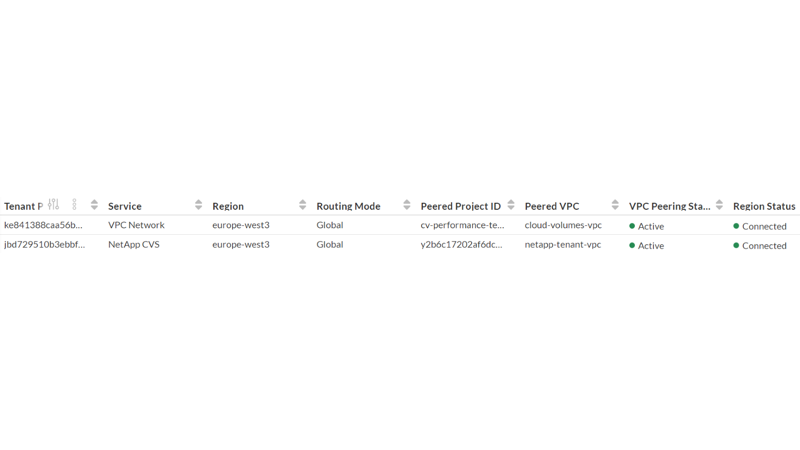 Tenant P Service Region Routing Mode Peered Project ID Peered VPC VPC Peering Sta... Region Status
ke841388caa56b... VPC Network europe-west3 Global cv-performance-te... cloud-volumes-vpc Active Connected
jbd729510b3ebbf... NetApp CVS europe-west3 Global y2b6c17202af6dc... netapp-tenant-vpc Active Connected